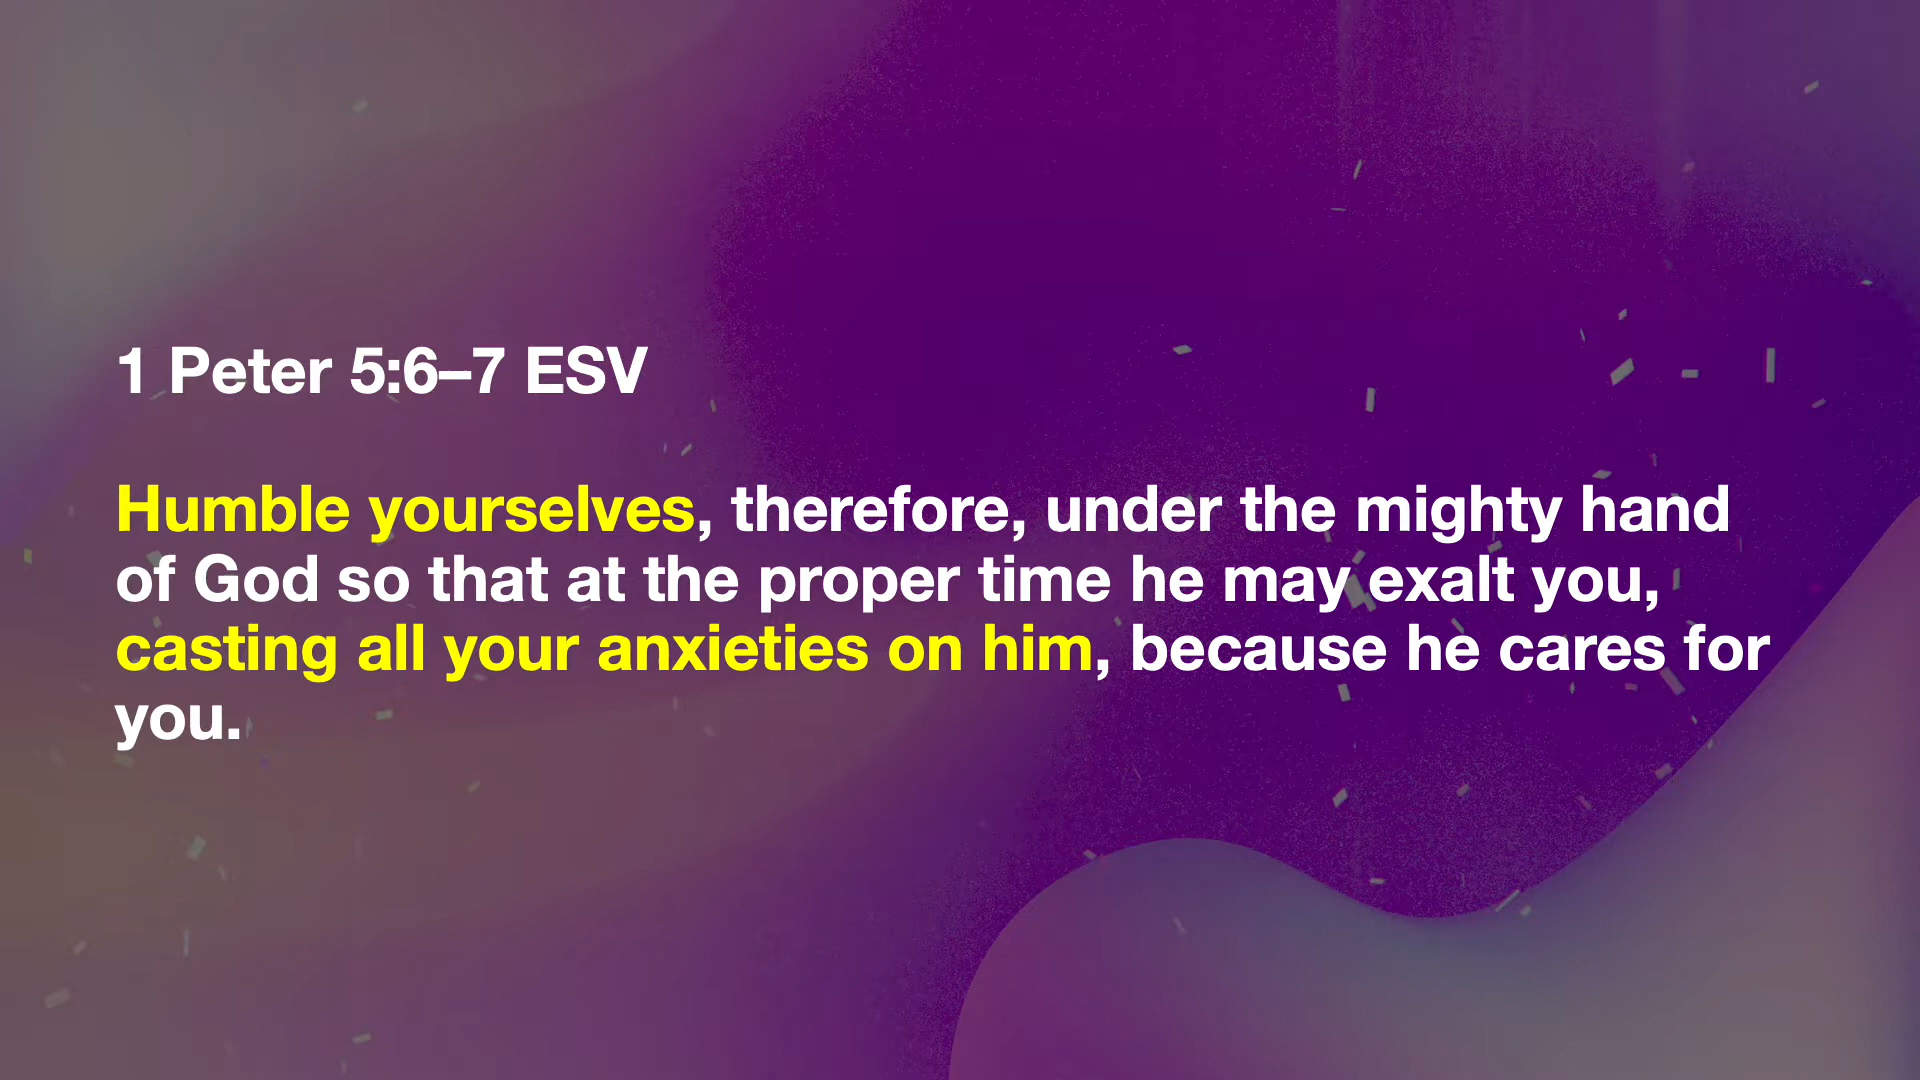 1 Peter 5:6–7 ESV
Humble yourselves, therefore, under the mighty hand
of God so that at the proper time he may exalt you,
casting all your anxieties on him, because he cares for
you.